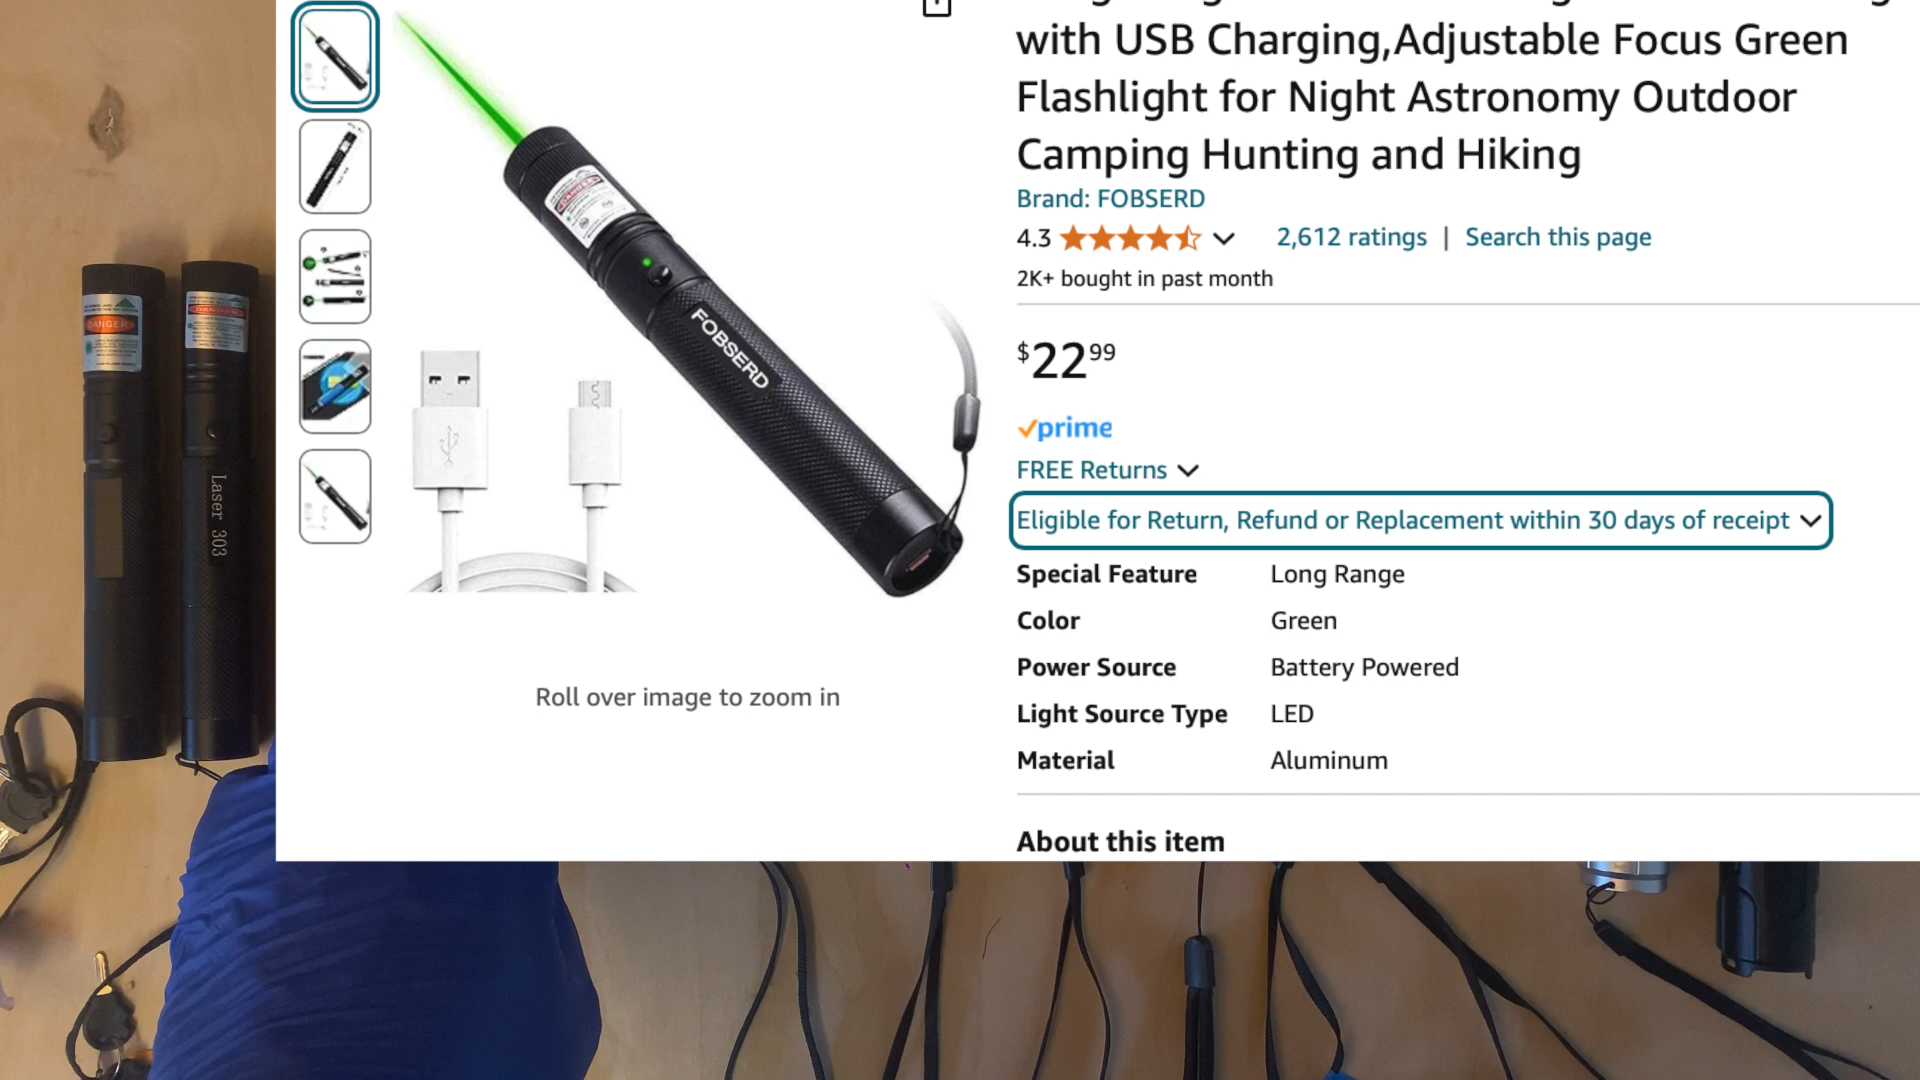 with USB Charging,Adjustable Focus Green
Flashlight for Night Astronomy Outdoor
Camping Hunting and Hiking
Brand: FOBSERD
4.3
2,612 ratings | Search this page
2K+ bought in past month
$22 99
prime
FREE Returns
Eligible for Return, Refund or Replacement within 30 days of receipt
Special Feature Long Range
Color Green
Power Source Battery Powered
Light Source Type LED
Material Aluminum
About this item
DANGER
FOBSERD
Roll over image to zoom in
DANGER
DANGER
Laser 303